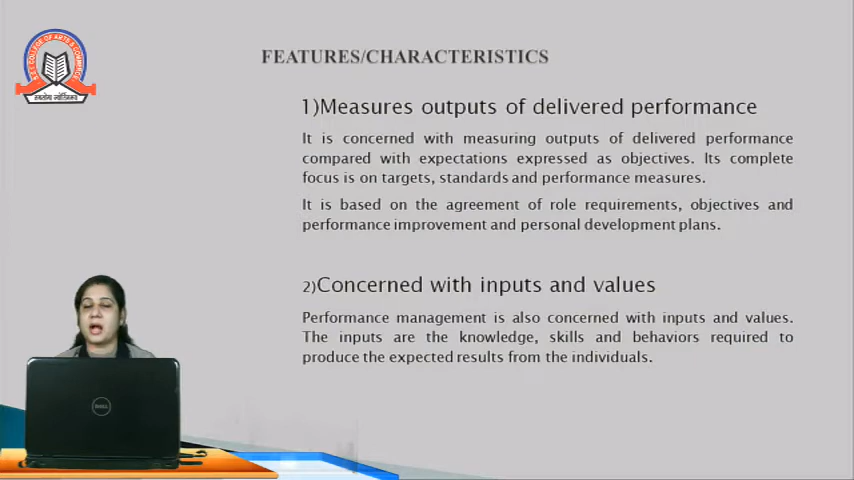 S.E.T. COLLEGE OF ARTS & COMMERCE
FEATURES/CHARACTERISTICS
1)Measures outputs of delivered performance
It is concerned with measuring outputs of delivered performance
compared with expectations expressed as objectives. Its complete
focus is on targets, standards and performance measures.
It is based on the agreement of role requirements, objectives and
performance improvement and personal development plans.
2)Concerned with inputs and values
Performance management is also concerned with inputs and values.
The inputs are the knowledge, skills and behaviors required to
produce the expected results from the individuals.
DELL